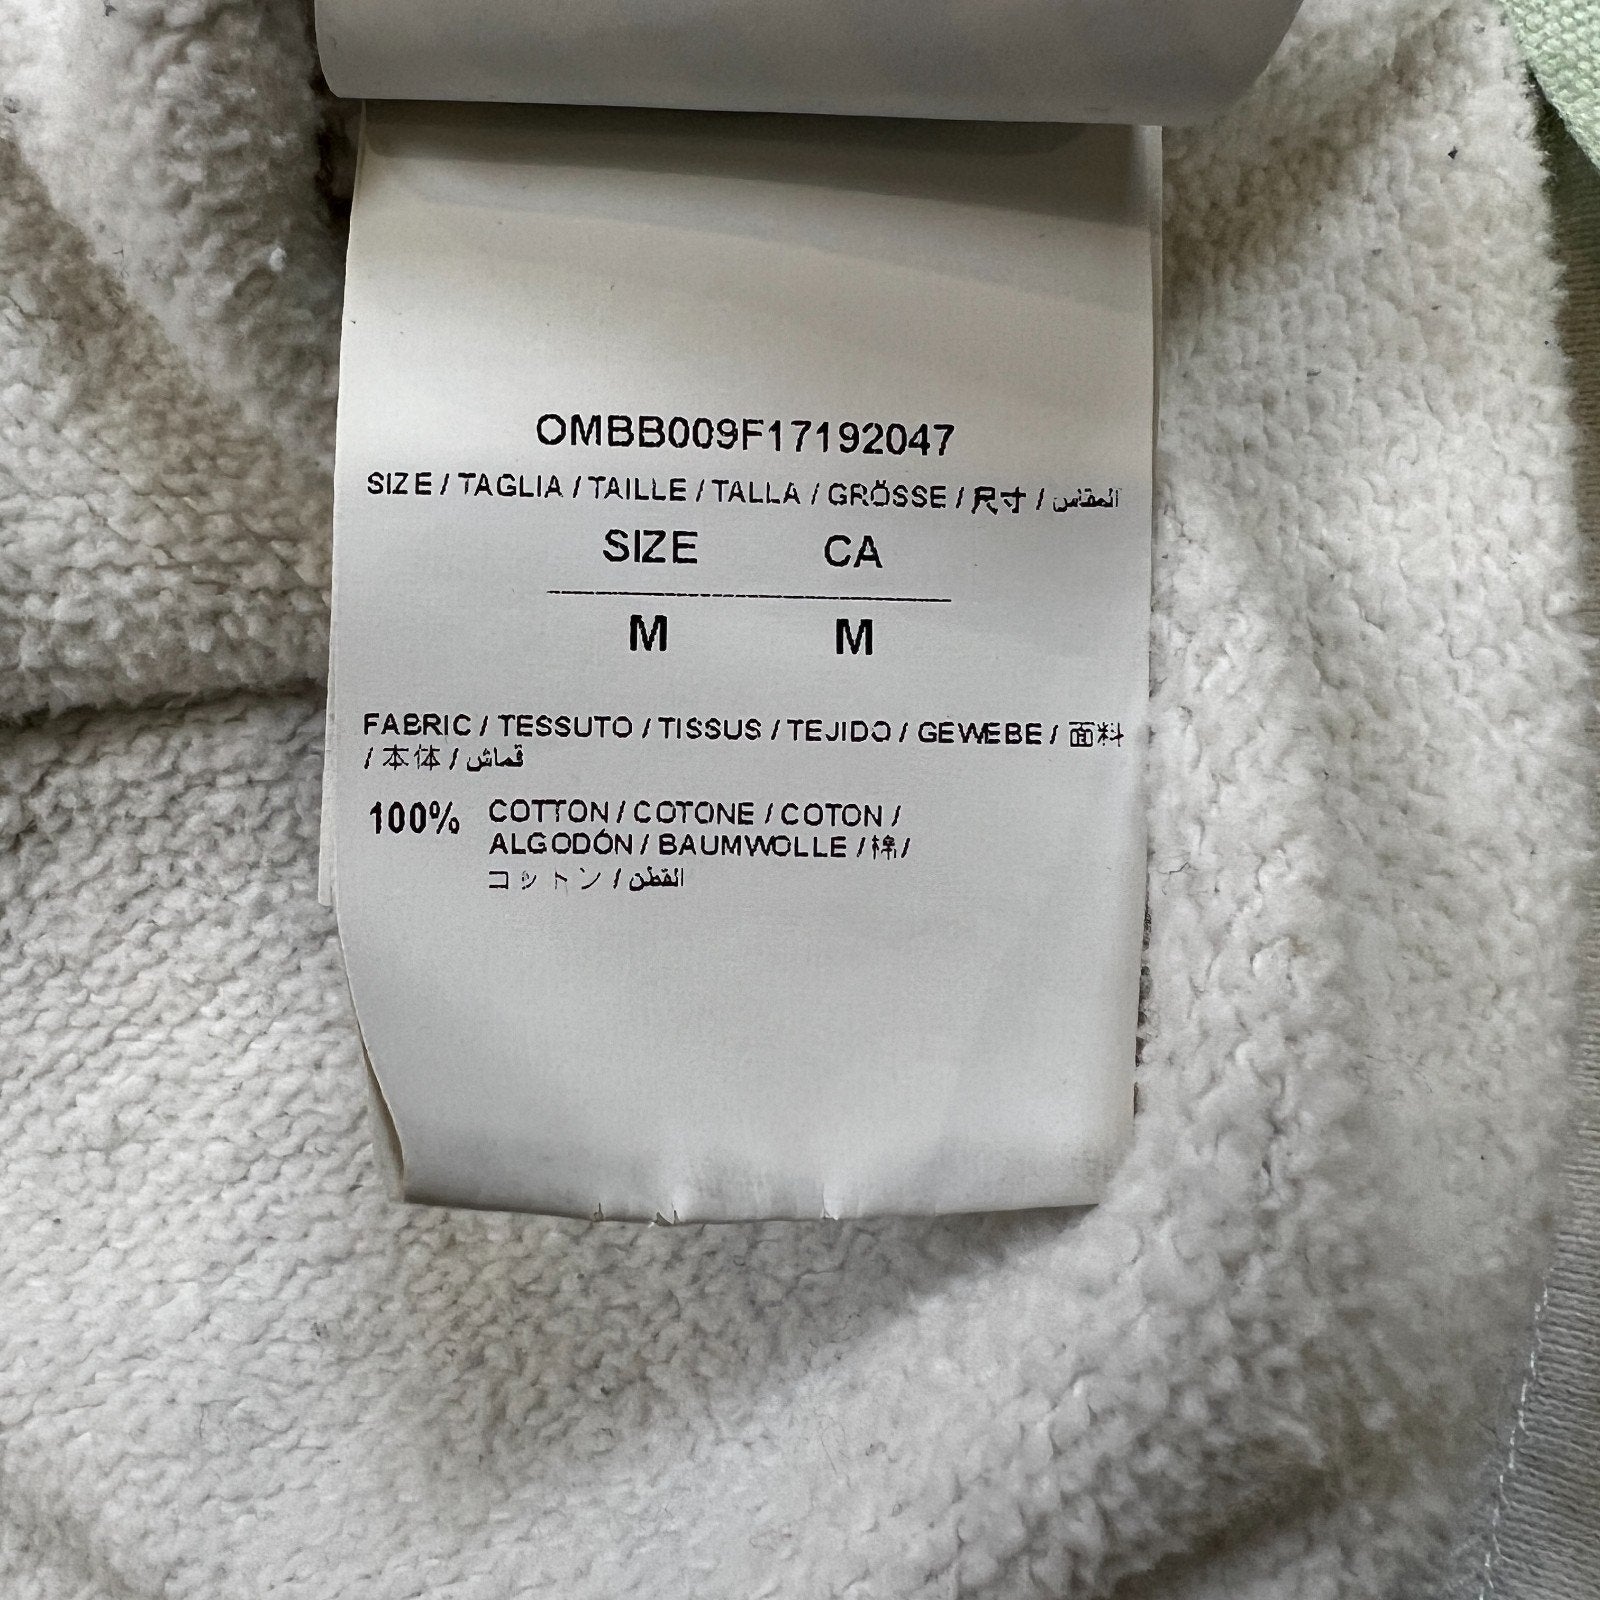 OMBB009F17192047
SIZE / TAGLIA / TAILLE / TALLA / GRÖSSE / 尺寸 / المقاس
SIZE CA
M M
FABRIC / TESSUTO / TISSUS / TEJIDO / GEWEBE / 面料
/ 本体 / قماش
100% COTTON / COTONE / COTON /
ALGODÓN / BAUMWOLLE / 棉 /
コットン / القطن